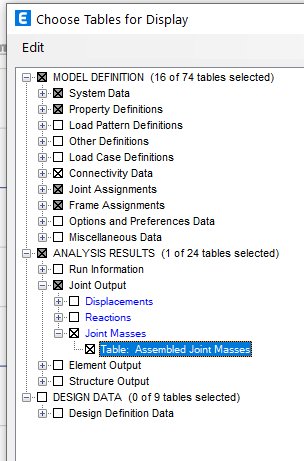 Choose Tables for Display
Edit
MODEL DEFINITION (16 of 74 tables selected)
System Data
Property Definitions
Load Pattern Definitions
Other Definitions
Load Case Definitions
Connectivity Data
Joint Assignments
Frame Assignments
Options and Preferences Data
Miscellaneous Data
ANALYSIS RESULTS (1 of 24 tables selected)
Run Information
Joint Output
Displacements
Reactions
Joint Masses
Table: Assembled Joint Masses
Element Output
Structure Output
DESIGN DATA (0 of 9 tables selected)
Design Definition Data